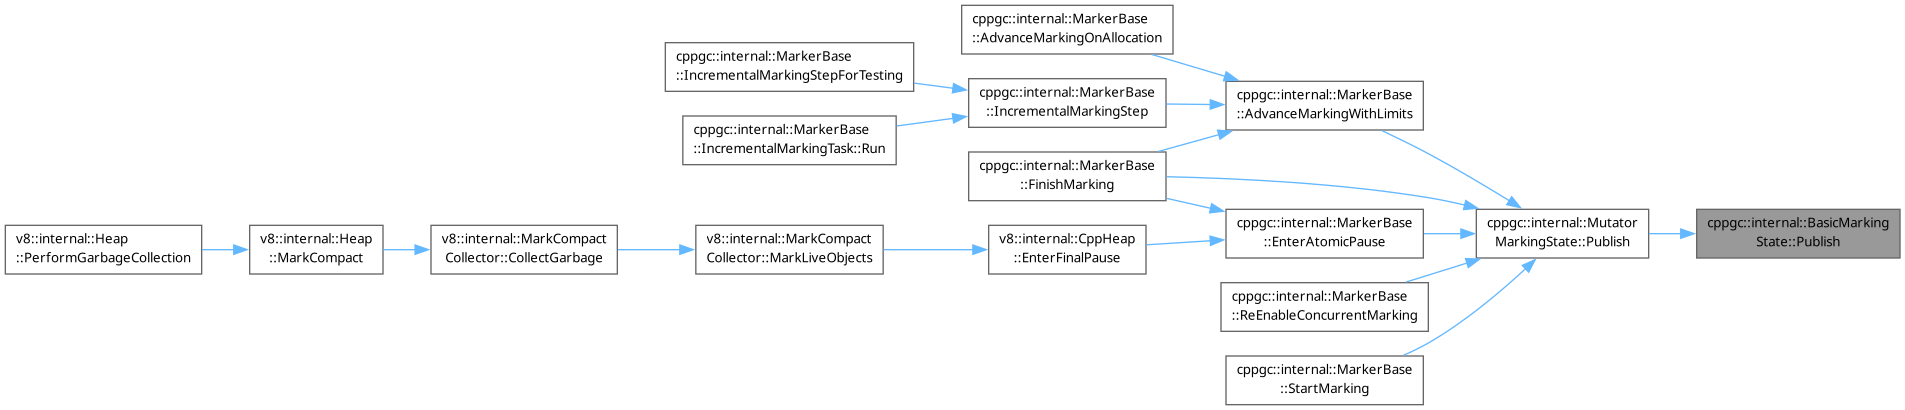 cppgc::internal::MarkerBase
::AdvanceMarkingOnAllocation
cppgc::internal::MarkerBase
::IncrementalMarkingStepForTesting
cppgc::internal::MarkerBase
::IncrementalMarkingStep
cppgc::internal::MarkerBase
::AdvanceMarkingWithLimits
cppgc::internal::MarkerBase
::IncrementalMarkingTask::Run
cppgc::internal::MarkerBase
::FinishMarking
v8::internal::Heap
::PerformGarbageCollection
v8::internal::Heap
::MarkCompact
v8::internal::MarkCompact
Collector::CollectGarbage
v8::internal::MarkCompact
Collector::MarkLiveObjects
v8::internal::CppHeap
::EnterFinalPause
cppgc::internal::MarkerBase
::EnterAtomicPause
cppgc::internal::Mutator
MarkingState::Publish
cppgc::internal::BasicMarking
State::Publish
cppgc::internal::MarkerBase
::ReEnableConcurrentMarking
cppgc::internal::MarkerBase
::StartMarking